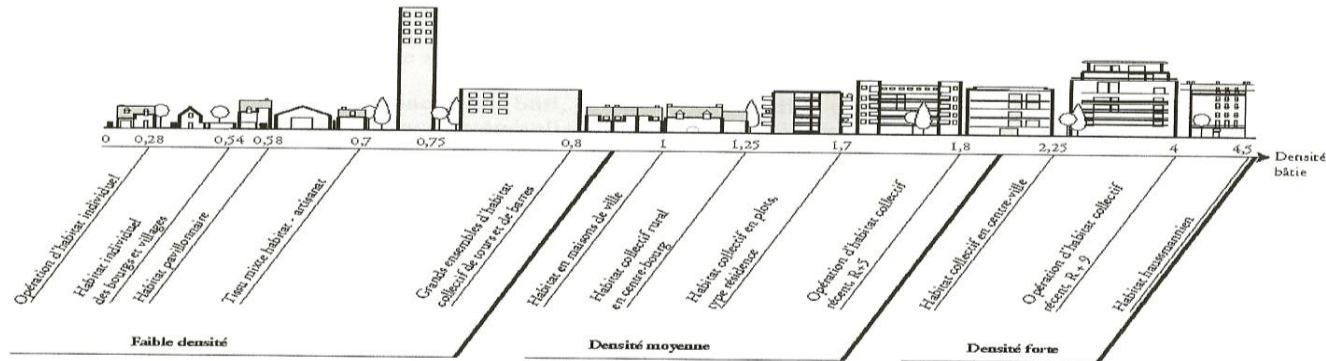 0
0,28
0,54
0,58
0,7
0,75
0,8
1
1,25
1,7
1,8
2,25
4
4,5
Densité
bâtie
Opération d'habitat individuel
Habitat individuel
des bourgs et villages
Habitat pavillonnaire
Tissu mixte habitat - artisanat
Grands ensembles d'habitat
collectif de tours et de barres
Habitat en maisons de ville
Habitat collectif rural
en centre-bourg
Habitat collectif en plots,
type résidence
Opération d'habitat collectif
récent, R+5
Habitat collectif en centre-ville
Opération d'habitat collectif
récent, R + 9
Habitat haussmannien
Faible densité
Densité moyenne
Densité forte